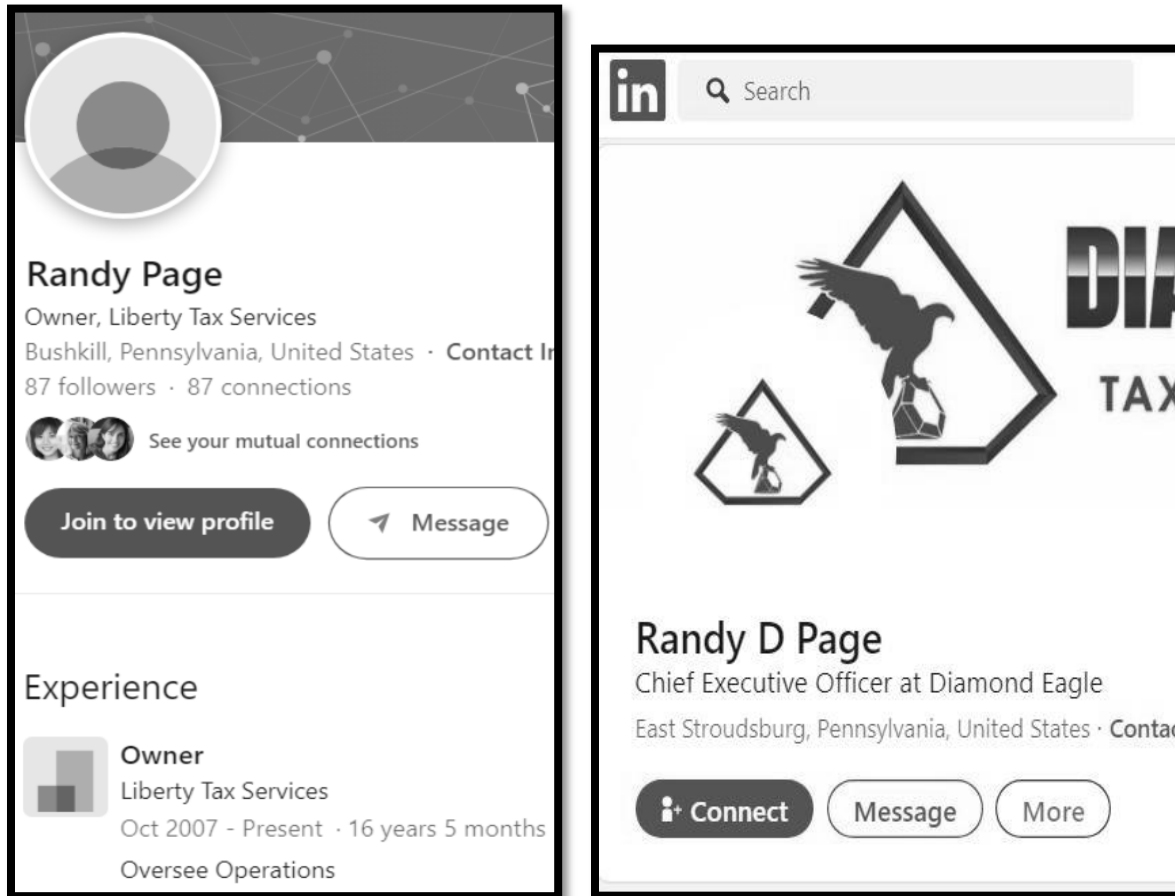 Randy Page
Owner, Liberty Tax Services
Bushkill, Pennsylvania, United States · Contact In
87 followers · 87 connections
See your mutual connections
Join to view profile
Message
Experience
Owner
Liberty Tax Services
Oct 2007 - Present · 16 years 5 months
Oversee Operations
in
Search
DIA
TAX
Randy D Page
Chief Executive Officer at Diamond Eagle
East Stroudsburg, Pennsylvania, United States · Contac
Connect
Message
More